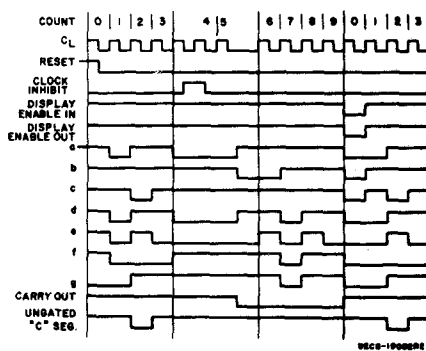 COUNT 0 1 2 3 4 5 6 7 8 9 0 1 2 3
CL
RESET
CLOCK
INHIBIT
DISPLAY
ENABLE IN
DISPLAY
ENABLE OUT
a
b
c
d
e
f
g
CARRY OUT
UNGATED
"C" SEG.